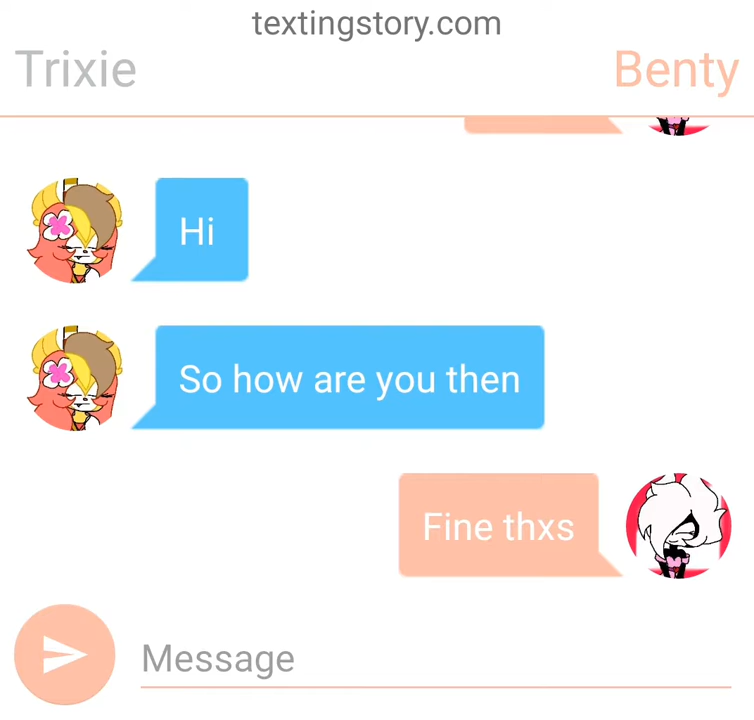 textingstory.com
Trixie
Benty
Hi
So how are you then
Fine thxs
Message